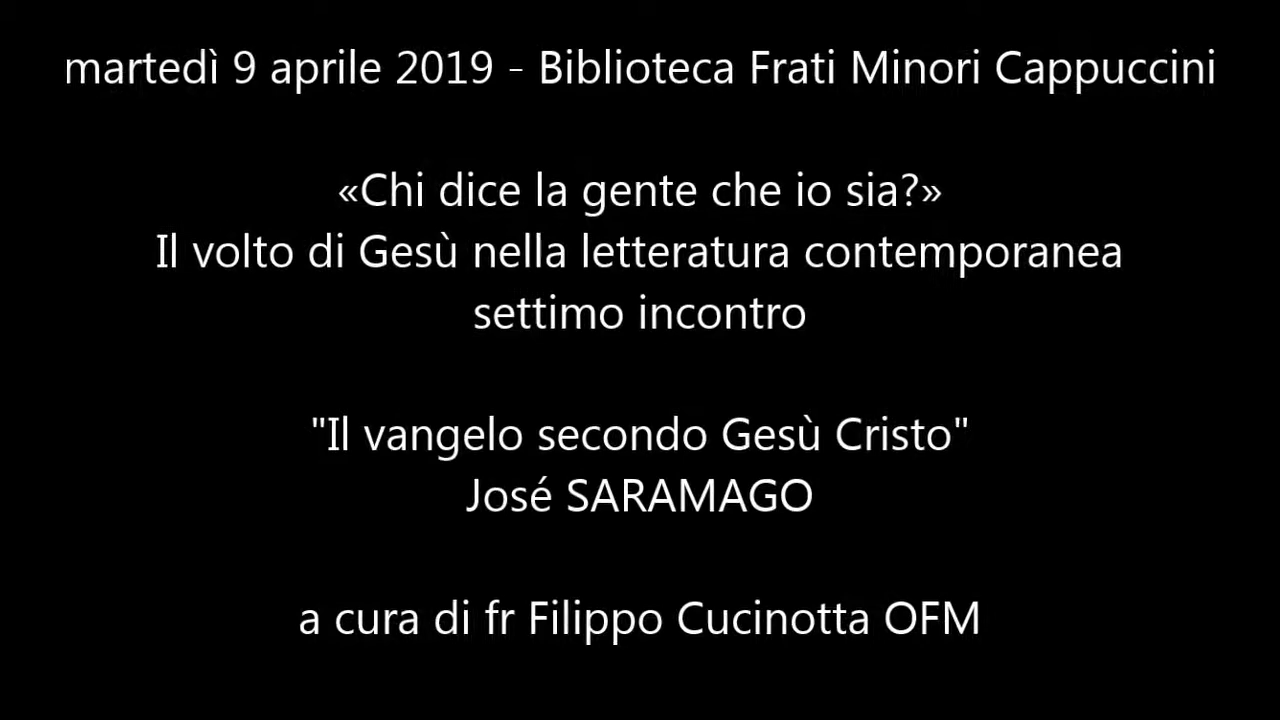 martedì 9 aprile 2019 - Biblioteca Frati Minori Cappuccini
«Chi dice la gente che io sia?»
Il volto di Gesù nella letteratura contemporanea
settimo incontro
"Il vangelo secondo Gesù Cristo"
José SARAMAGO
a cura di fr Filippo Cucinotta OFM